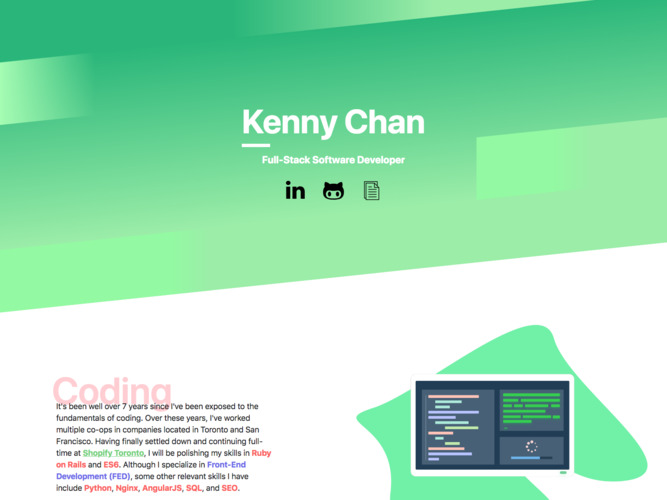 Kenny Chan
Full-Stack Software Developer
in
Coding
It's been well over 7 years since I've been exposed to the
fundamentals of coding. Over these years, I've worked
multiple co-ops in companies located in Toronto and San
Francisco. Having finally settled down and continuing full-
time at Shopify Toronto, I will be polishing my skills in Ruby
on Rails and ES6. Although I specialize in Front-End
Development (FED), some other relevant skills I have
include Python, Nginx, AngularJS, SQL, and SEO.